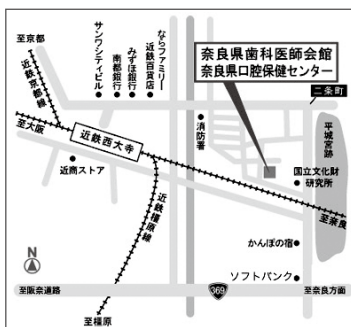 至京都
近鉄京都線
サンワシティビル
南都銀行
みずほ銀行
近鉄百貨店
ならファミリー
奈良県歯科医師会館
奈良県口腔保健センター
二条町
至大阪
近鉄西大寺
消防署
平城宮跡
近商ストア
国立文化財
研究所
近鉄橿原線
至奈良
かんぽの宿
N
ソフトバンク
至阪奈道路
369
至奈良方面
至橿原